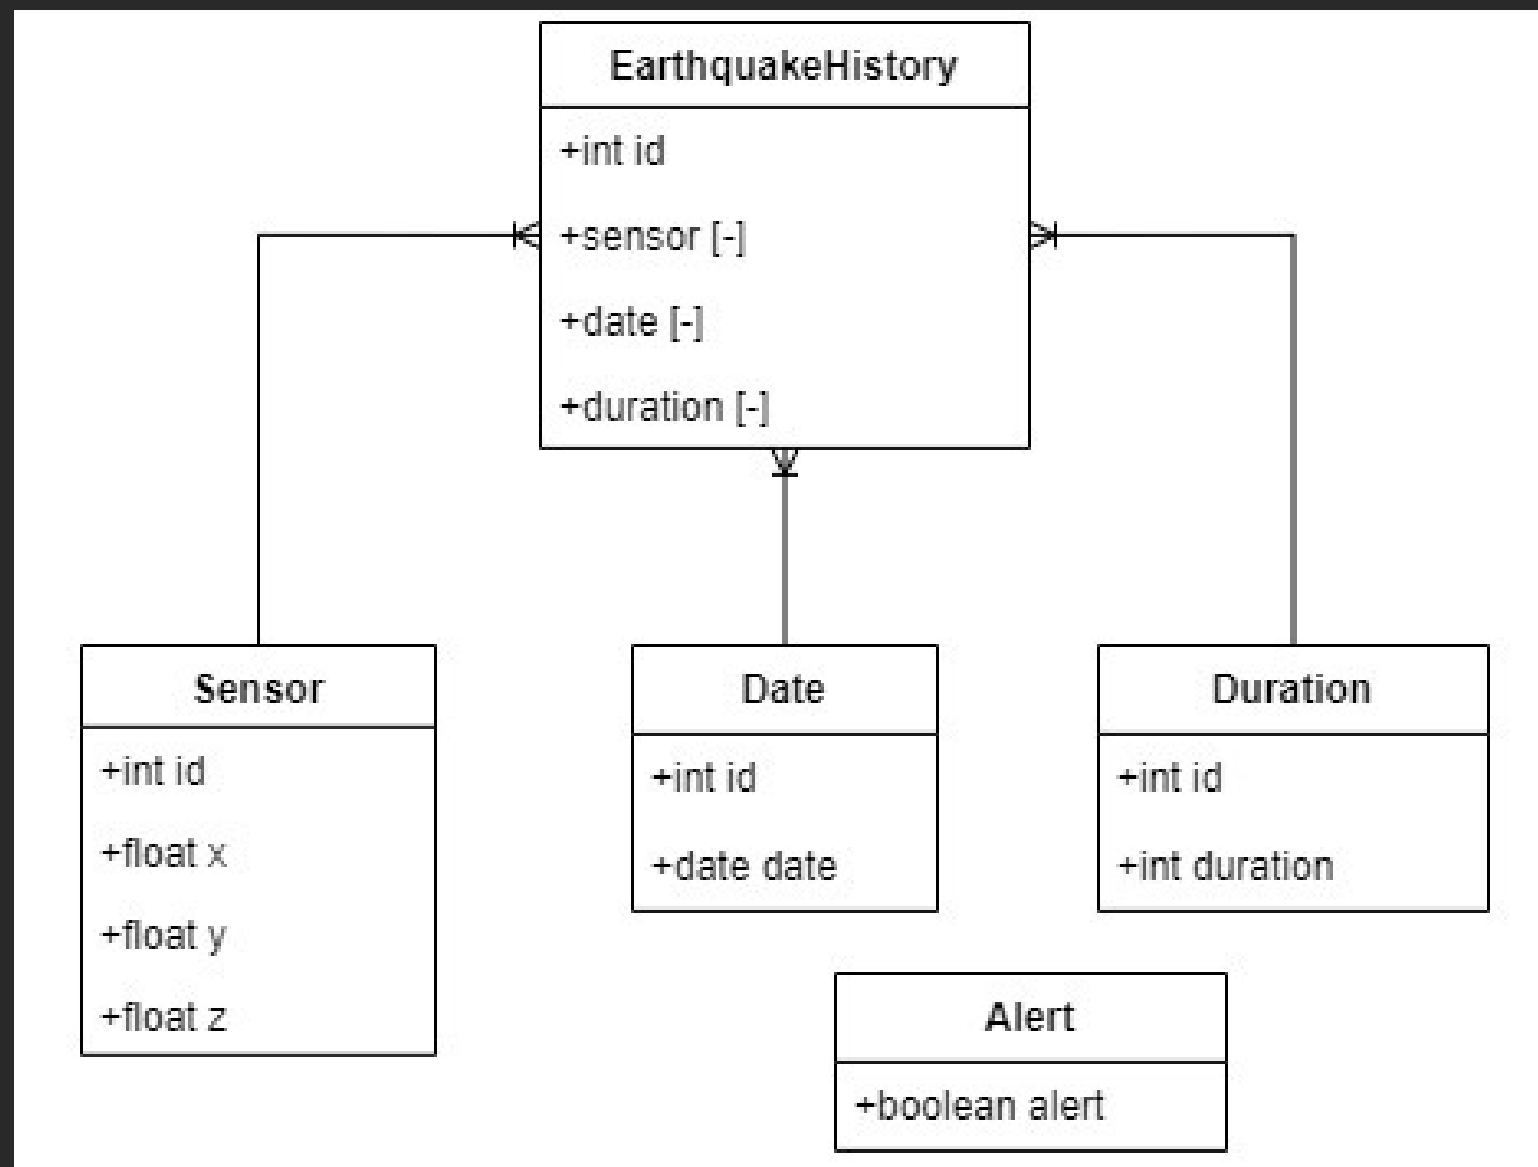 EarthquakeHistory
+int id
+sensor [-]
+date [-]
+duration [-]
Sensor
+int id
+float x
+float y
+float z
Date
+int id
+date date
Duration
+int id
+int duration
Alert
+boolean alert